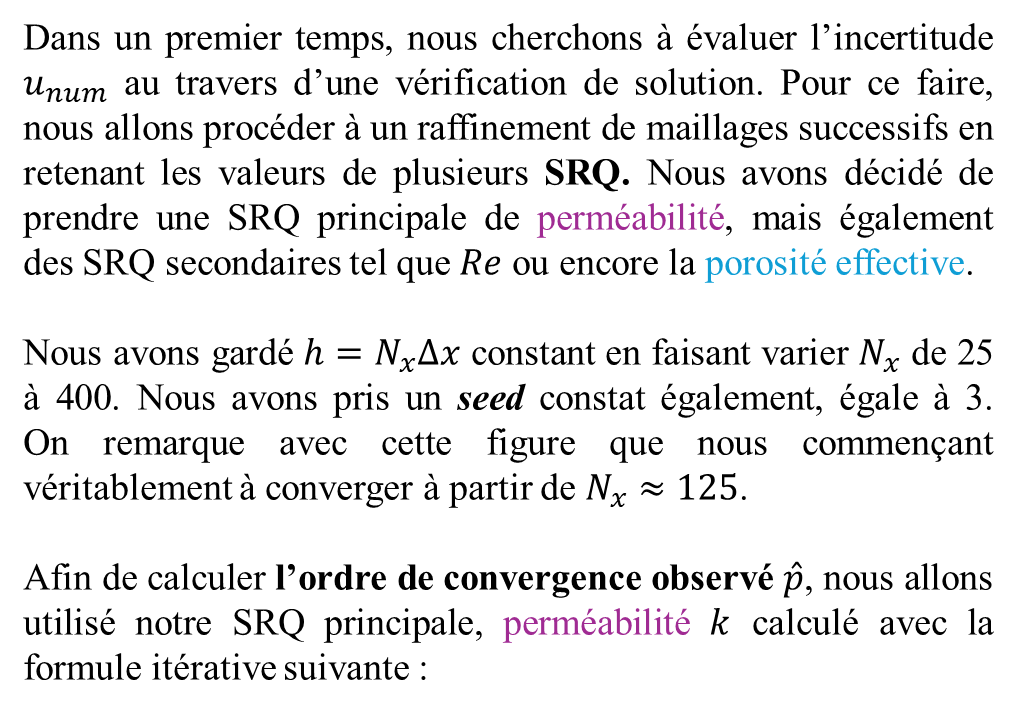 Dans un premier temps, nous cherchons à évaluer l’incertitude
𝑢𝑛𝑢𝑚 au travers d’une vérification de solution. Pour ce faire,
nous allons procéder à un raffinement de maillages successifs en
retenant les valeurs de plusieurs SRQ. Nous avons décidé de
prendre une SRQ principale de perméabilité, mais également
des SRQ secondaires tel que Re ou encore la porosité effective.
Nous avons gardé h = NₓΔx constant en faisant varier Nₓ de 25
à 400. Nous avons pris un seed constat également, égale à 3.
On remarque avec cette figure que nous commençant
véritablement à converger à partir de Nₓ ≈ 125.
Afin de calculer l’ordre de convergence observé p̂, nous allons
utilisé notre SRQ principale, perméabilité k calculé avec la
formule itérative suivante :